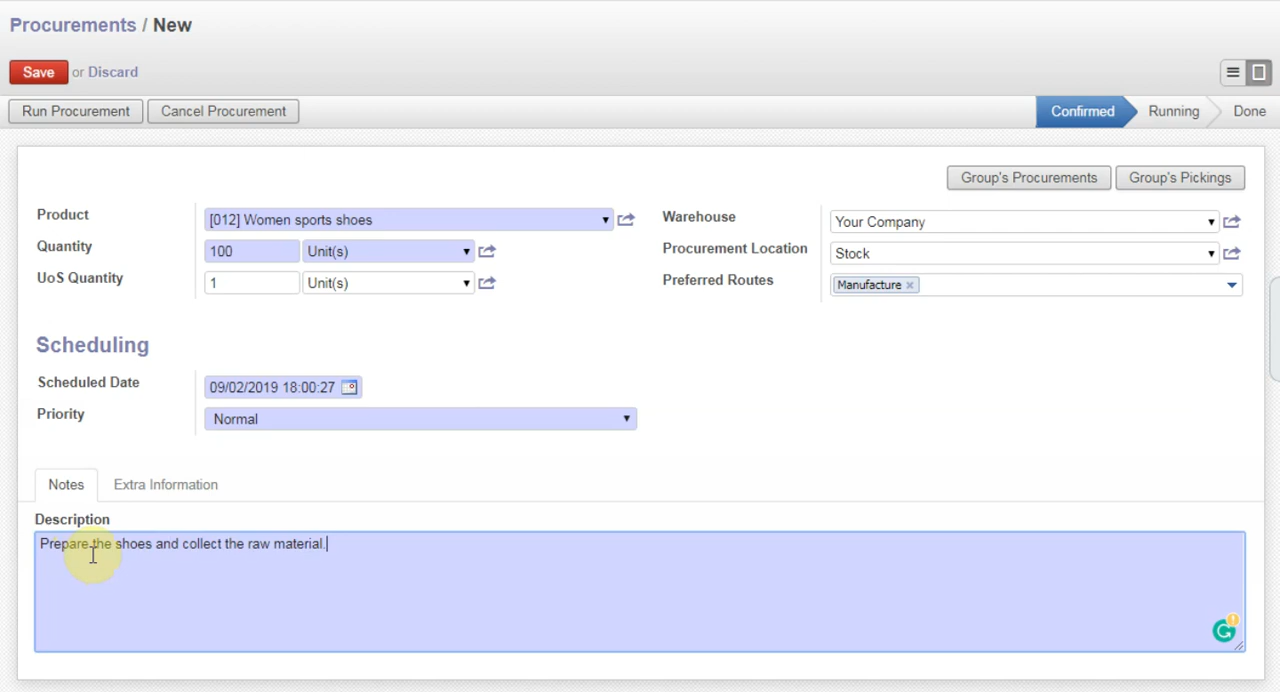 Procurements / New
Save or Discard
Run Procurement Cancel Procurement Confirmed Running Done
Group's Procurements Group's Pickings
Product [012] Women sports shoes
Quantity 100 Unit(s)
UoS Quantity 1 Unit(s)
Warehouse Your Company
Procurement Location Stock
Preferred Routes Manufacture x
Scheduling
Scheduled Date 09/02/2019 18:00:27
Priority Normal
Notes Extra Information
Description
Prepare the shoes and collect the raw material.